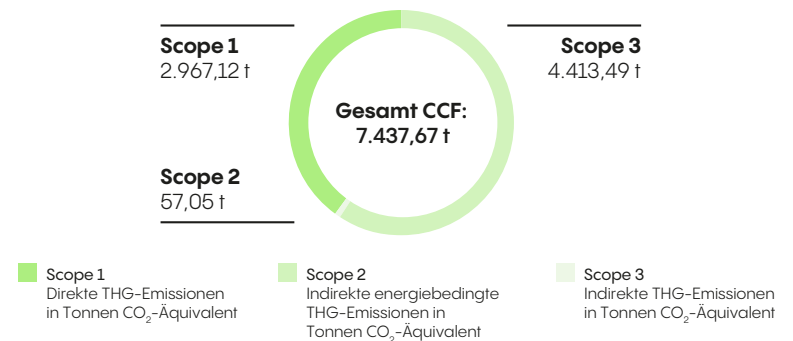 Scope 1
2.967,12 t
Scope 3
4.413,49 t
Gesamt CCF:
7.437,67 t
Scope 2
57,05 t
Scope 1
Direkte THG-Emissionen
in Tonnen CO₂-Äquivalent
Scope 2
Indirekte energiebedingte
THG-Emissionen in
Tonnen CO₂-Äquivalent
Scope 3
Indirekte THG-Emissionen
in Tonnen CO₂-Äquivalent